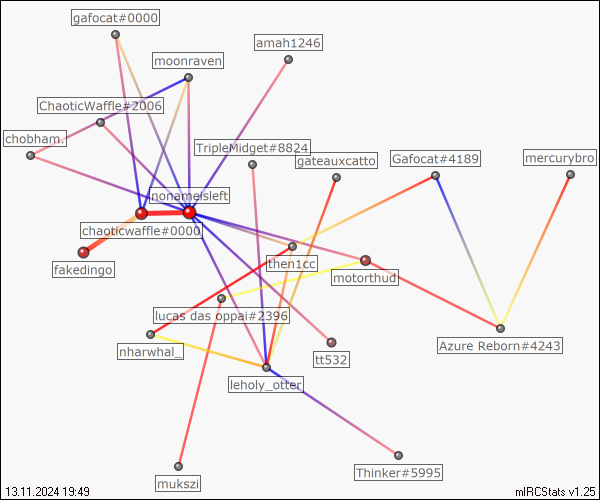 gafocat#0000
amah1246
moonraven
ChaoticWaffle#2006
chobham.
TripleMidget#8824
gateauxcatto
Gafocat#4189
mercurybro
nonameisleft
chaoticwaffle#0000
fakedingo
then1cc
motorthud
lucas das oppai#2396
nharwhal_
tt532
Azure Reborn#4243
leholy_otter
Thinker#5995
mukszi
13.11.2024 19:49
mIRCStats v1.25